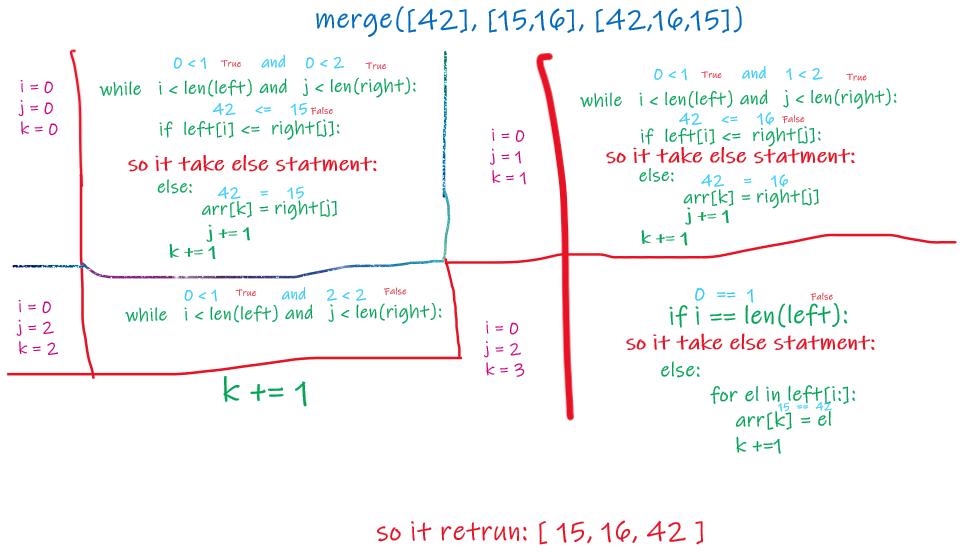 merge([42], [15,16], [42,16,15])
0 < 1 True and 0 < 2 True
i = 0
j = 0
k = 0
while i < len(left) and j < len(right):
42 <= 15 False
if left[i] <= right[j]:
so it take else statment:
else:
42 = 15
arr[k] = right[j]
j += 1
k += 1
0 < 1 True and 1 < 2 True
while i < len(left) and j < len(right):
42 <= 16 False
i = 0
j = 1
k = 1
if left[i] <= right[j]:
so it take else statment:
else:
42 = 16
arr[k] = right[j]
j += 1
k += 1
0 < 1 True and 2 < 2 False
i = 0
j = 2
k = 2
while i < len(left) and j < len(right):
k += 1
0 == 1 False
i = 0
j = 2
k = 3
if i == len(left):
so it take else statment:
else:
for el in left[i:]:
15 == 42
arr[k] = el
k +=1
so it retrun: [ 15, 16, 42 ]